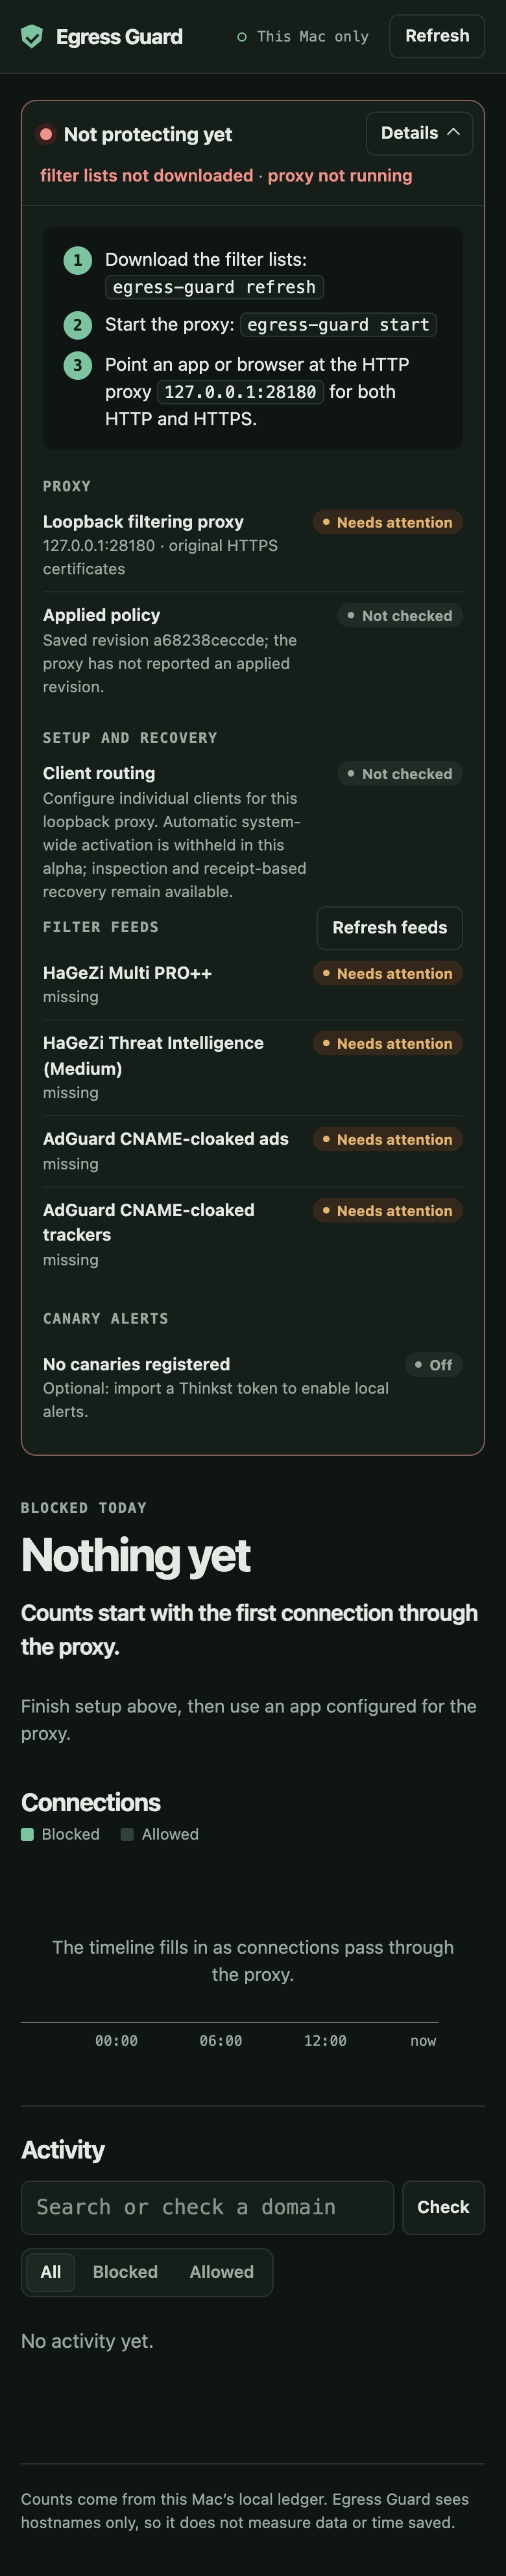 Egress Guard
This Mac only
Refresh
Not protecting yet
Details
filter lists not downloaded · proxy not running
1 Download the filter lists:
egress-guard refresh
2 Start the proxy: egress-guard start
3 Point an app or browser at the HTTP
proxy 127.0.0.1:28180 for both
HTTP and HTTPS.
PROXY
Loopback filtering proxy
Needs attention
127.0.0.1:28180 · original HTTPS
certificates
Applied policy
Not checked
Saved revision a68238ceccde; the
proxy has not reported an applied
revision.
SETUP AND RECOVERY
Client routing
Not checked
Configure individual clients for this
loopback proxy. Automatic system-
wide activation is withheld in this
alpha; inspection and receipt-based
recovery remain available.
FILTER FEEDS
Refresh feeds
HaGeZi Multi PRO++
Needs attention
missing
HaGeZi Threat Intelligence
(Medium)
Needs attention
missing
AdGuard CNAME-cloaked ads
Needs attention
missing
AdGuard CNAME-cloaked
trackers
Needs attention
missing
CANARY ALERTS
No canaries registered
Off
Optional: import a Thinkst token to enable local
alerts.
BLOCKED TODAY
Nothing yet
Counts start with the first connection through
the proxy.
Finish setup above, then use an app configured for the
proxy.
Connections
Blocked
Allowed
The timeline fills in as connections pass through
the proxy.
00:00 06:00 12:00 now
Activity
Search or check a domain
Check
All
Blocked
Allowed
No activity yet.
Counts come from this Mac’s local ledger. Egress Guard sees
hostnames only, so it does not measure data or time saved.